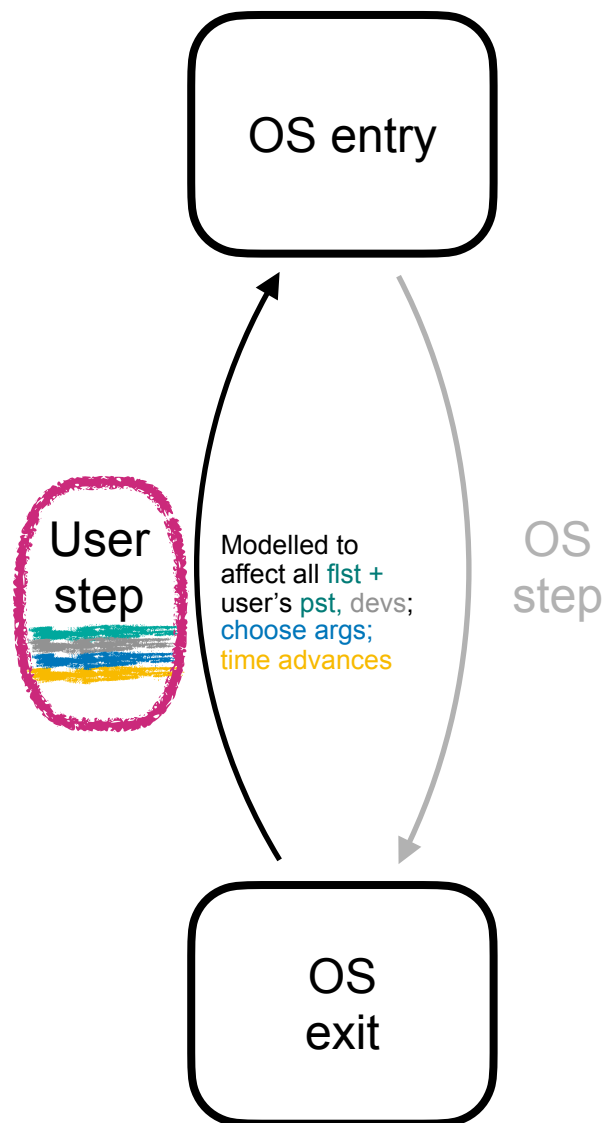 OS entry
User
step
Modelled to
affect all flst +
user's pst, devs;
choose args;
time advances
OS
step
OS
exit